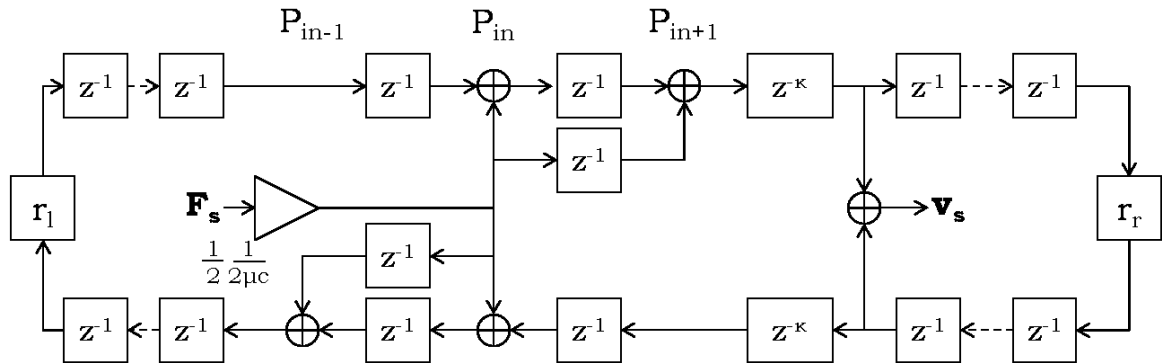 P_in-1 P_in P_in+1
z^-1 z^-1 z^-1 z^-1 z^-κ z^-1 z^-1
z^-1
r_l F_s v_s r_r
1/2 1/2μc
z^-1
z^-1 z^-1 z^-1 z^-1 z^-κ z^-1 z^-1